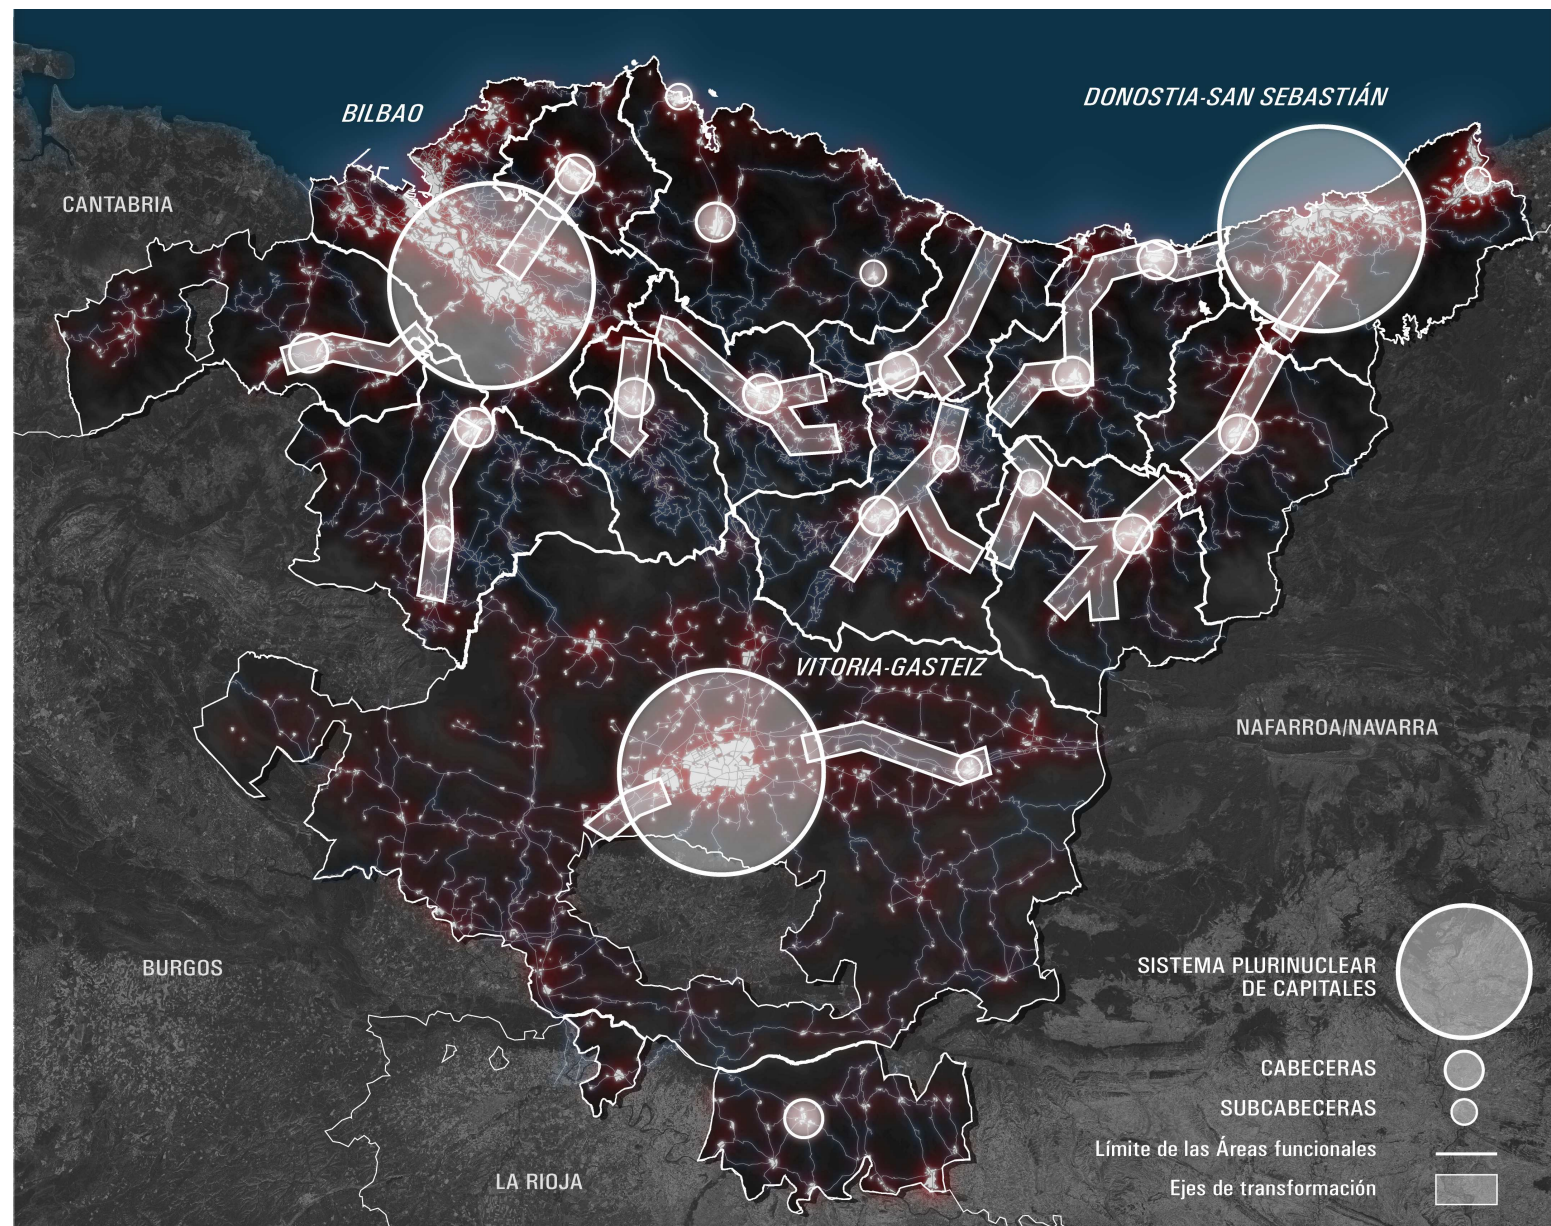 BILBAO
DONOSTIA-SAN SEBASTIÁN
CANTABRIA
VITORIA-GASTEIZ
NAFARROA/NAVARRA
BURGOS
LA RIOJA
SISTEMA PLURINUCLEAR
DE CAPITALES
CABECERAS
SUBCABECERAS
Límite de las Áreas funcionales
Ejes de transformación